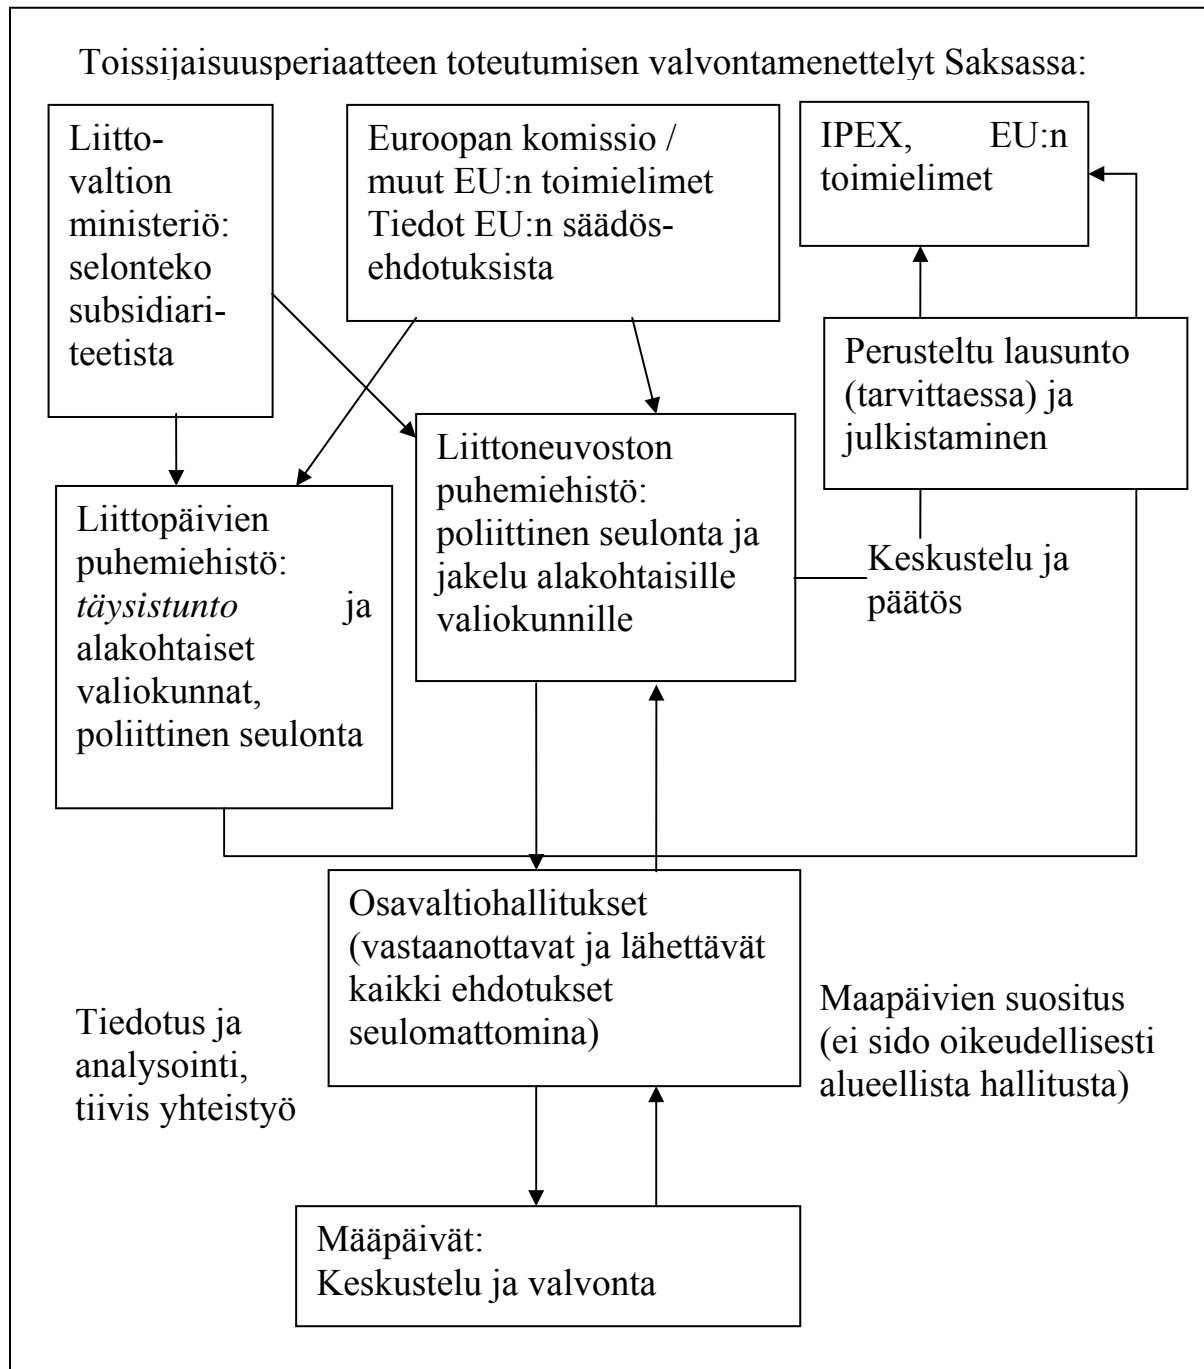 Toissijaisuusperiaatteen toteutumisen valvontamenettelyt Saksassa:
Liitto-
valtion
ministeriö:
selonteko
subsidiari-
teetista
Euroopan komissio /
muut EU:n toimielimet
Tiedot EU:n säädös-
ehdotuksista
IPEX, EU:n
toimielimet
Perusteltu lausunto
(tarvittaessa) ja
julkistaminen
Liittoneuvoston
puhemiehistö:
poliittinen seulonta ja
jakelu alakohtaisille
valiokunnille
Liittopäivien
puhemiehistö:
täysistunto ja
alakohtaiset
valiokunnat,
poliittinen seulonta
Keskustelu ja
päätös
Osavaltiohallitukset
(vastaanottavat ja lähettävät
kaikki ehdotukset
seulomattomina)
Tiedotus ja
analysointi,
tiivis yhteistyö
Maapäivien suositus
(ei sido oikeudellisesti
alueellista hallitusta)
Määpäivät:
Keskustelu ja valvonta